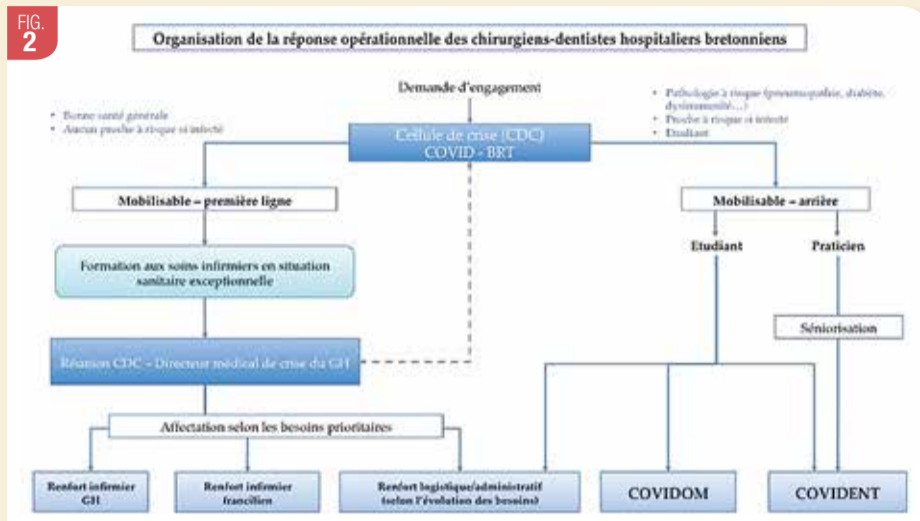 FIG.
2
Organisation de la réponse opérationnelle des chirurgiens-dentistes hospitaliers bretonniens
Demande d'engagement
• Bonne santé générale
• Aucun proche à risque si infecté
• Pathologie à risque (pneumopathie, diabète,
dysimmunité...)
• Proche à risque si infecté
• Etudiant
Cellule de crise (CDC)
COVID - BRT
Mobilisable – première ligne
Mobilisable – arrière
Etudiant
Praticien
Formation aux soins infirmiers en situation
sanitaire exceptionnelle
Séniorisation
Réunion CDC – Directeur médical de crise du GH
Affectation selon les besoins prioritaires
Renfort infirmier
GH
Renfort infirmier
francilien
Renfort logistique/administratif
(selon l'évolution des besoins)
COVIDOM
COVIDENT